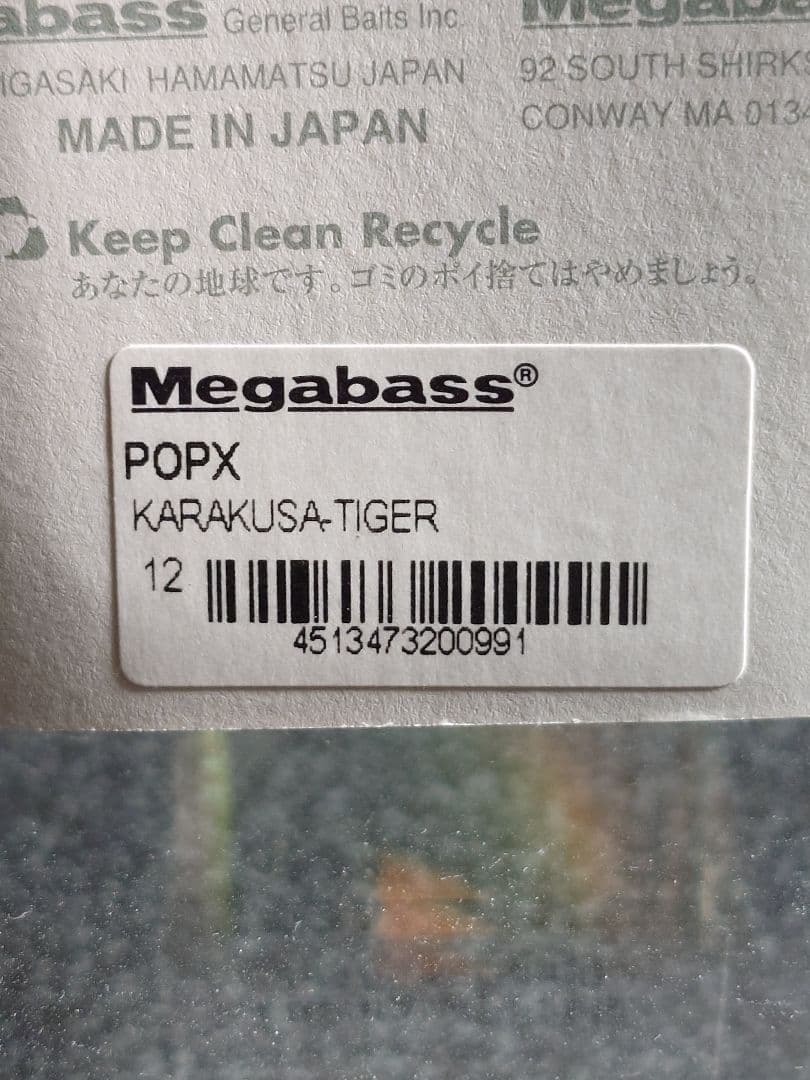 General Baits Inc.
HAMAMATSU JAPAN
MADE IN JAPAN
92 SOUTH
CONWAY MA
Keep Clean Recycle
あなたの地球です。ゴミのポイ捨てはやめましょう。
Megabass®
POPX
KARAKUSA-TIGER
12
4513473200991